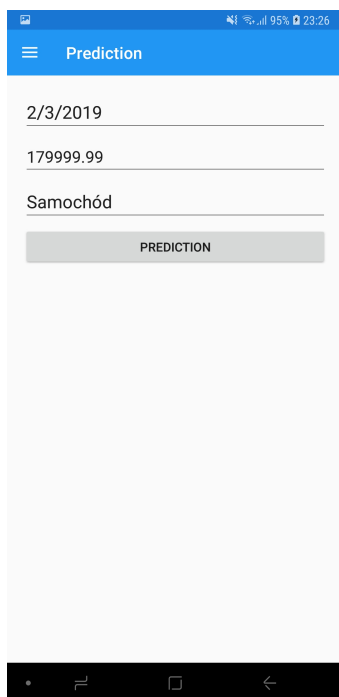 95% 23:26
Prediction
2/3/2019
179999.99
Samochód
PREDICTION